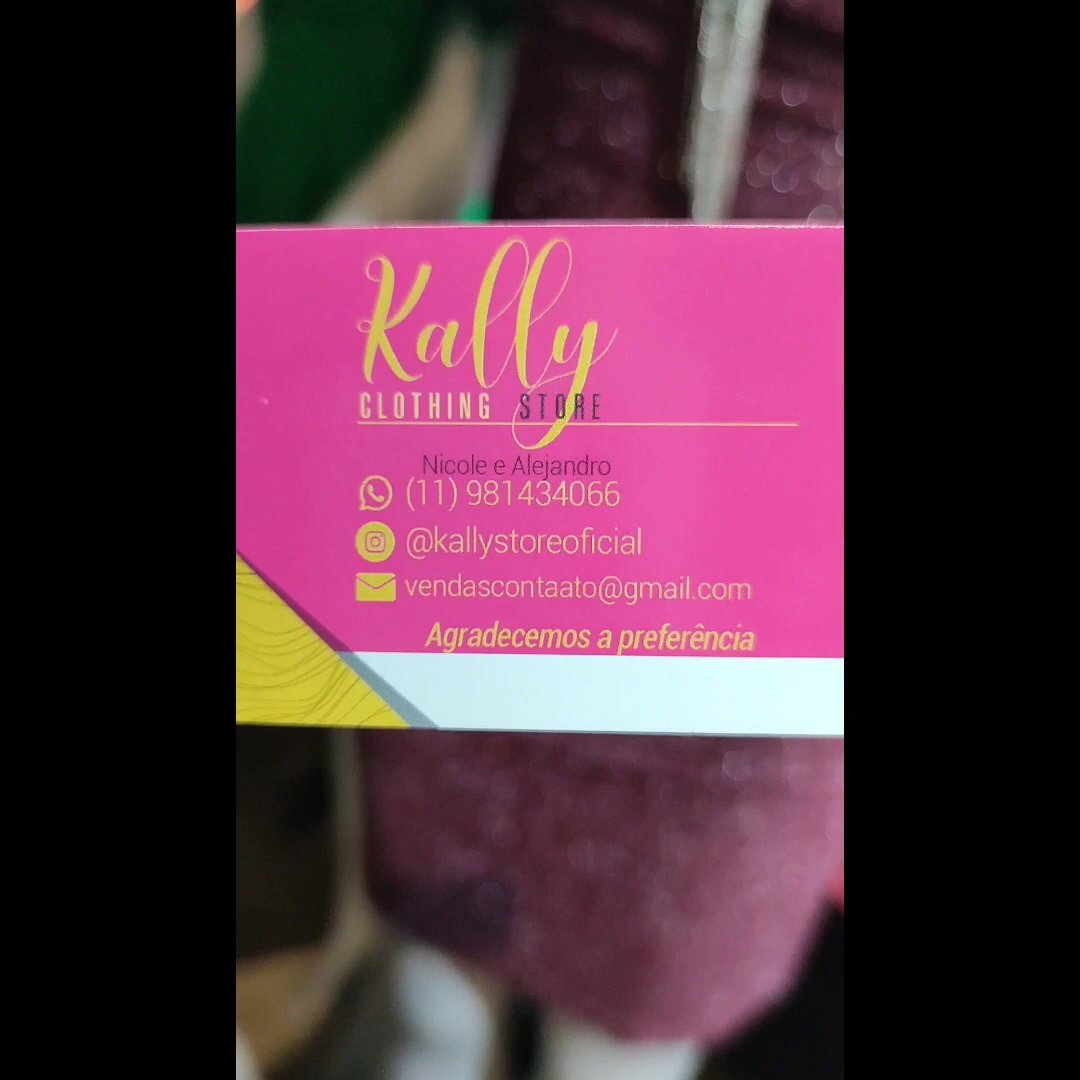 Kally
CLOTHING STORE
Nicole e Alejandro
(11) 981434066
@kallystoreoficial
vendascontaato@gmail.com
Agradecemos a preferência